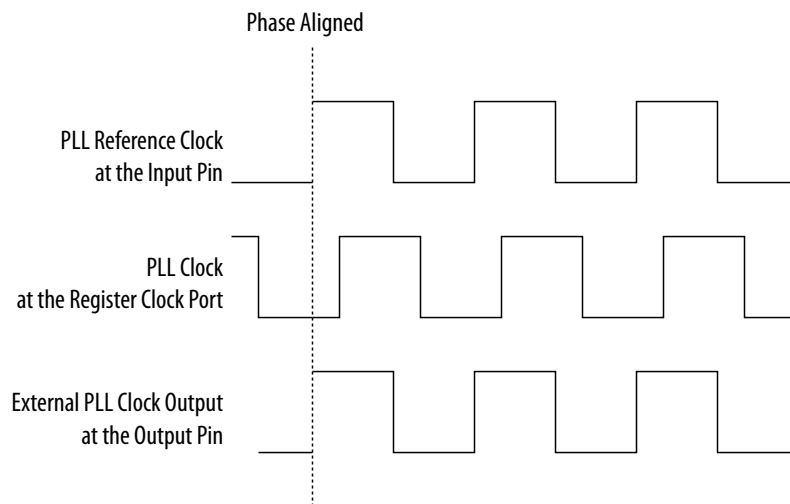 Phase Aligned
PLL Reference Clock
at the Input Pin
PLL Clock
at the Register Clock Port
External PLL Clock Output
at the Output Pin